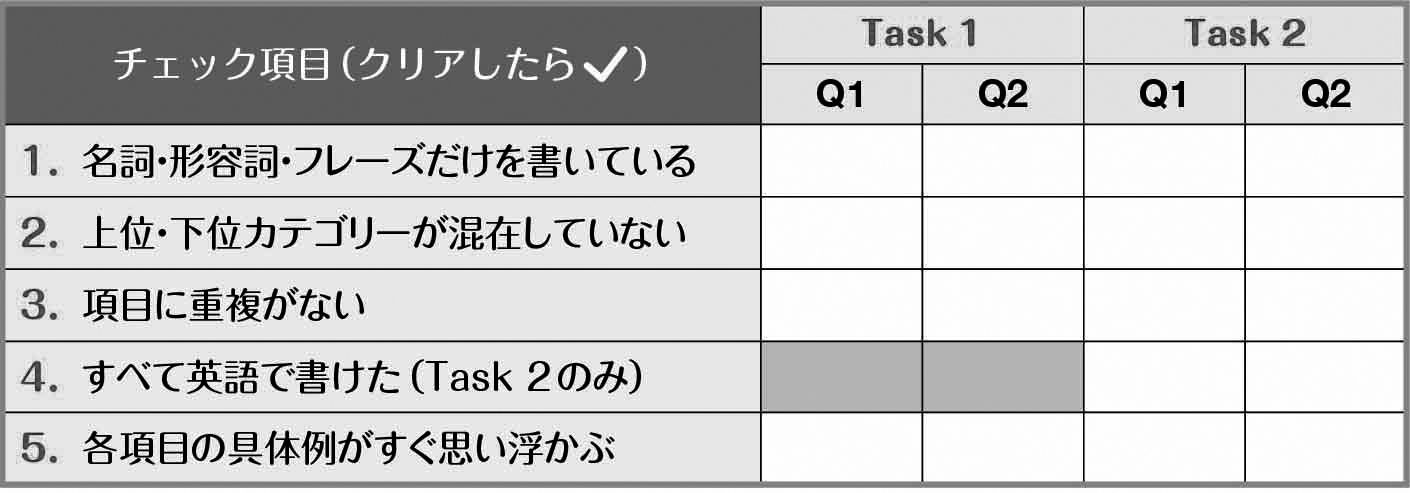 チェック項目(クリアしたら✓)
Task 1
Task 2
Q1
Q2
Q1
Q2
1. 名詞・形容詞・フレーズだけを書いている
2. 上位・下位カテゴリーが混在していない
3. 項目に重複がない
4. すべて英語で書けた(Task 2のみ)
5. 各項目の具体例がすぐ思い浮かぶ